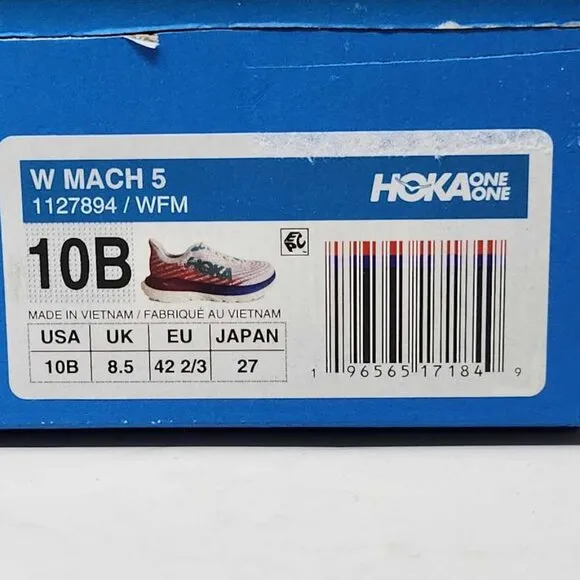 W MACH 5
1127894 / WFM
HOKA ONE ONE
10B
HOKA
MADE IN VIETNAM / FABRIQUÉ AU VIETNAM
USA UK EU JAPAN
10B 8.5 42 2/3 27
1 96565 17184 9